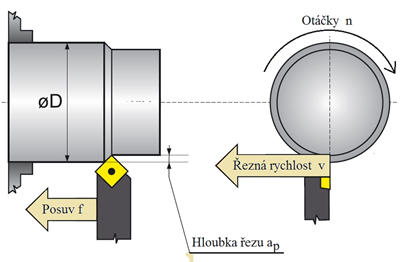 Otáčky n
øD
Řezná rychlost v
Posuv f
Hloubka řezu ap